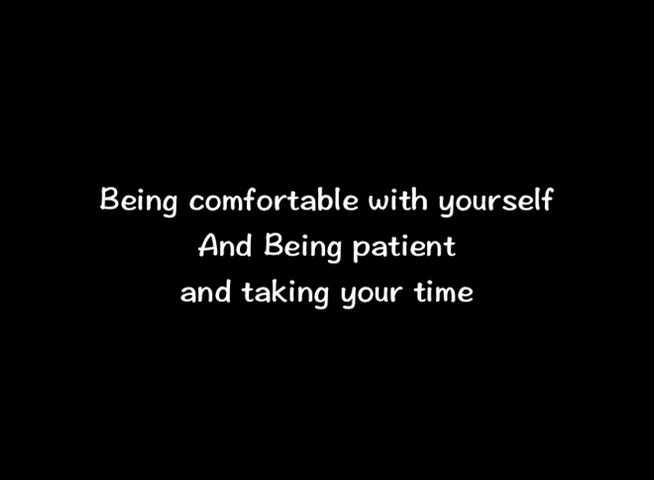 Being comfortable with yourself
And Being patient
and taking your time